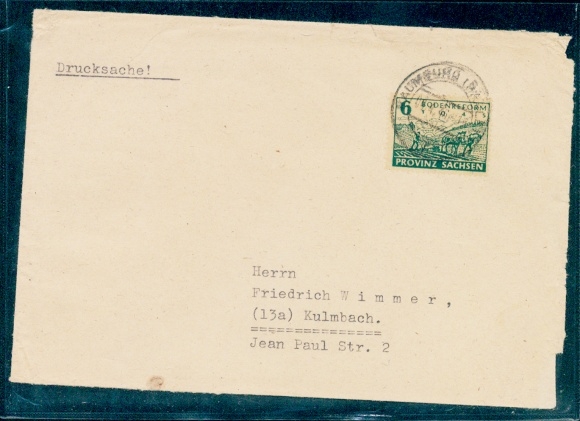 Drucksache!
6 BODENREFORM
PROVINZ SACHSEN
Herrn
Friedrich W i m m e r ,
(13a) Kulmbach.
===============
Jean Paul Str. 2